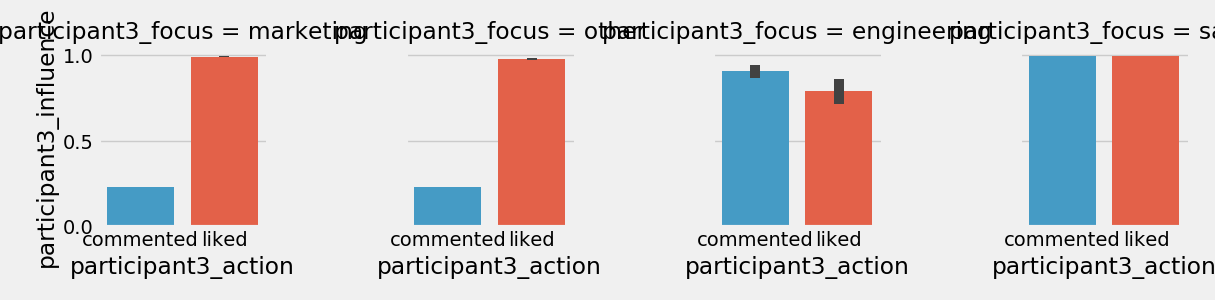 participant3_focus = marketing
participant3_focus = other
participant3_focus = engineering
participant3_focus = sa
participant3_influence
1.0
0.5
0.0
commented liked
commented liked
commented liked
commented liked
participant3_action
participant3_action
participant3_action
participant3_action